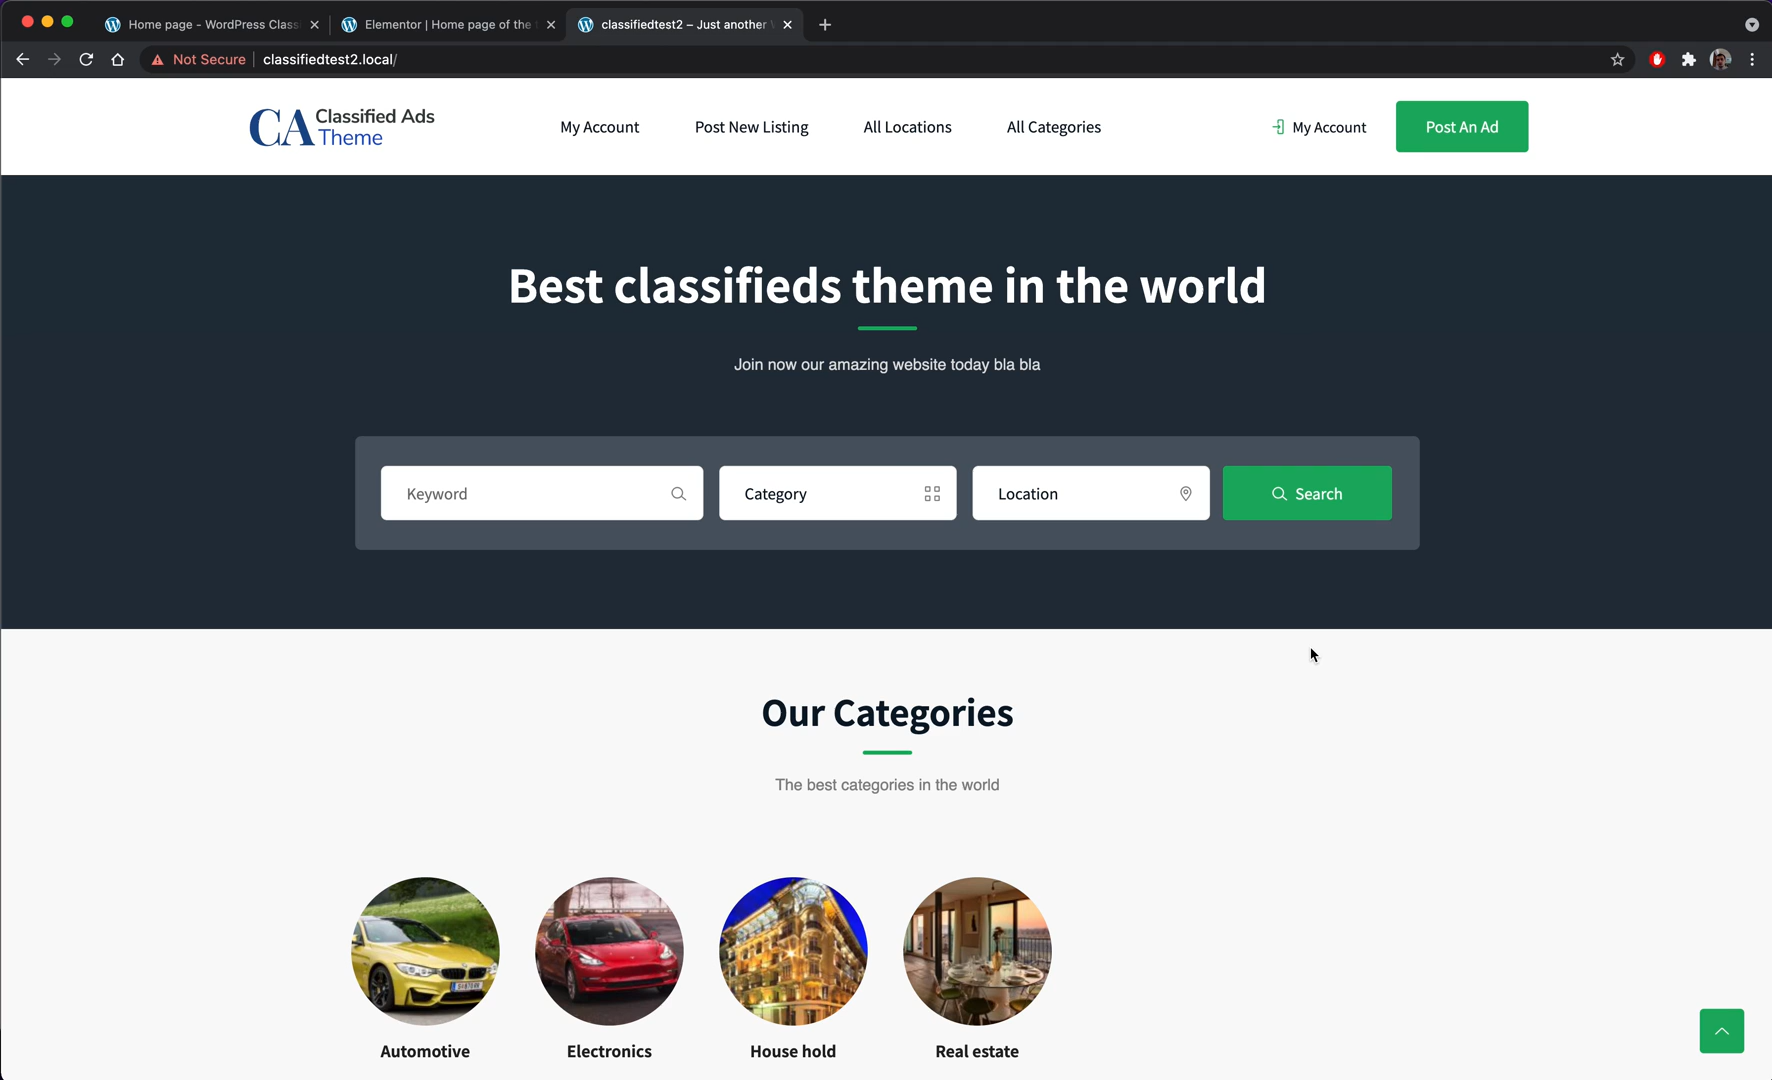 Home page - WordPress Class
Elementor | Home page of the
classifiedtest2 – Just another
Not Secure
classifiedtest2.local/
CA Classified Ads
Theme
My Account
Post New Listing
All Locations
All Categories
My Account
Post An Ad
Best classifieds theme in the world
Join now our amazing website today bla bla
Keyword
Category
Location
Search
Our Categories
The best categories in the world
Automotive
Electronics
House hold
Real estate